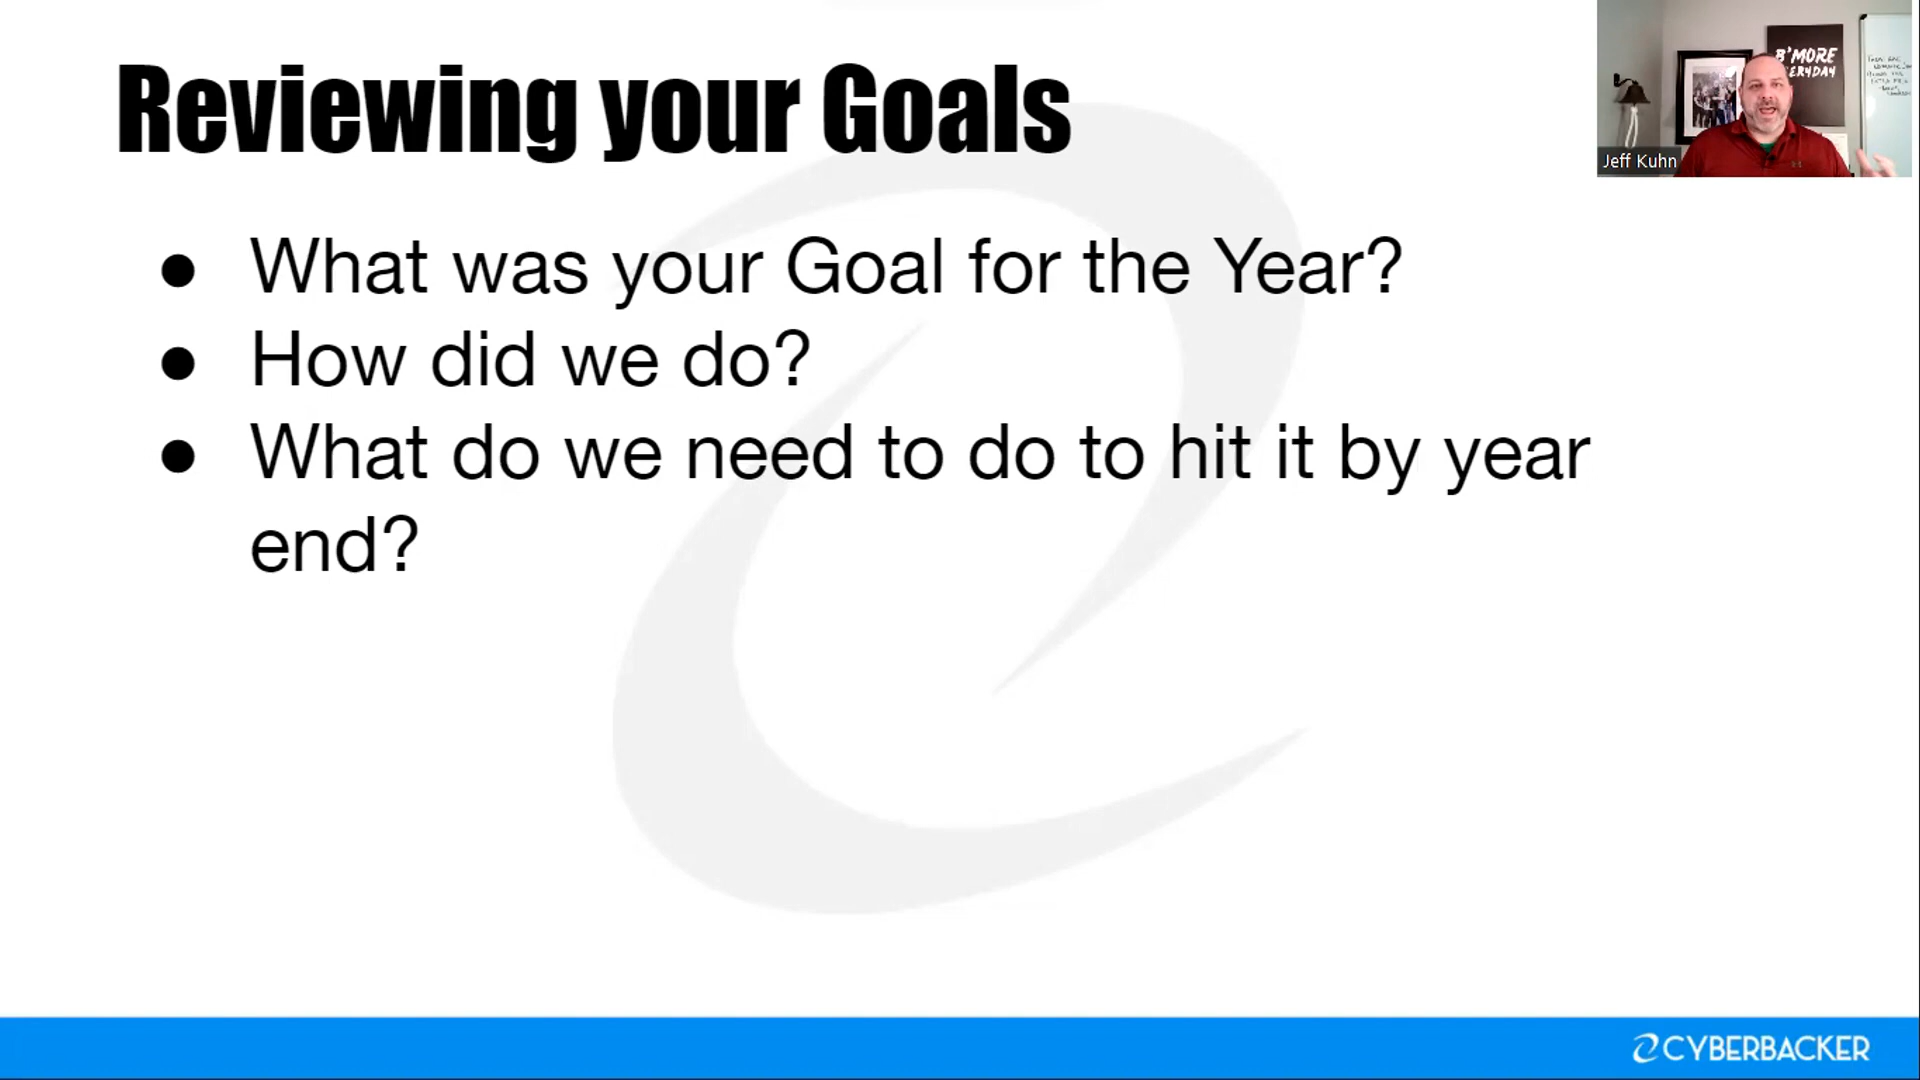 Reviewing your Goals
● What was your Goal for the Year?
● How did we do?
● What do we need to do to hit it by year
end?
B'MORE
Jeff Kuhn
CYBERBACKER